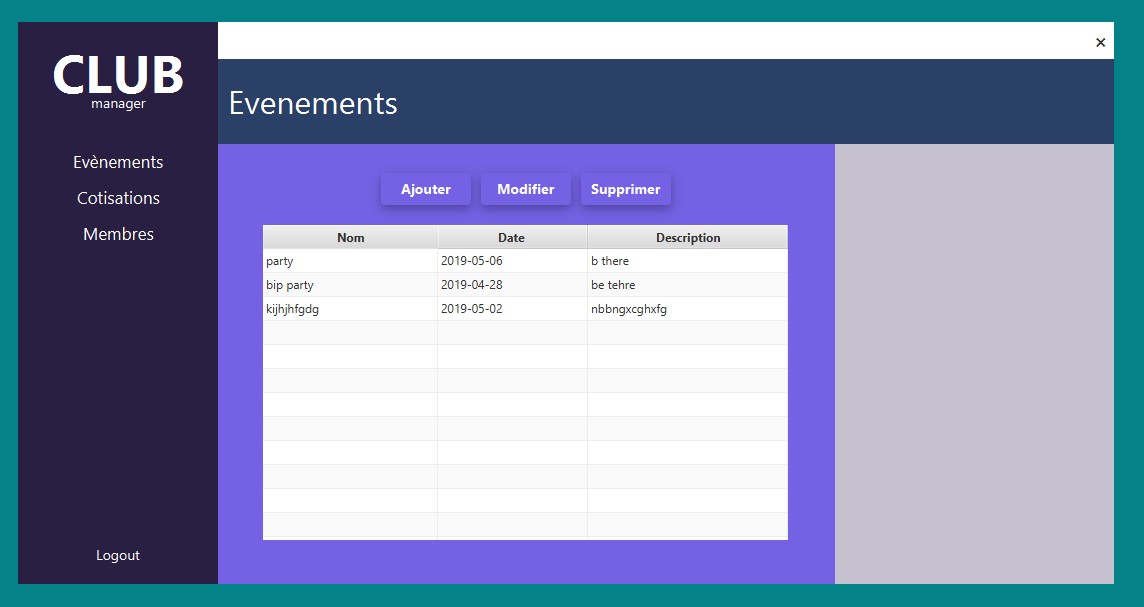 CLUB
manager
Evènements
Cotisations
Membres
Logout
×
Evenements
Ajouter Modifier Supprimer
Nom Date Description
party 2019-05-06 b there
bip party 2019-04-28 be tehre
kijhjhfgdg 2019-05-02 nbbngxcghxfg